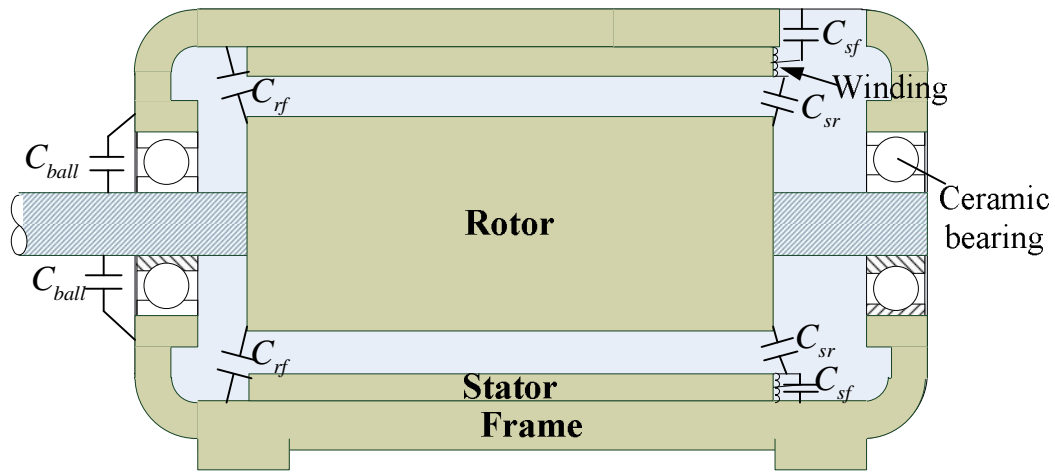 C_sf
Winding
C_rf
C_sr
C_ball
Ceramic
bearing
Rotor
C_ball
C_sr
C_rf
C_sf
Stator
Frame